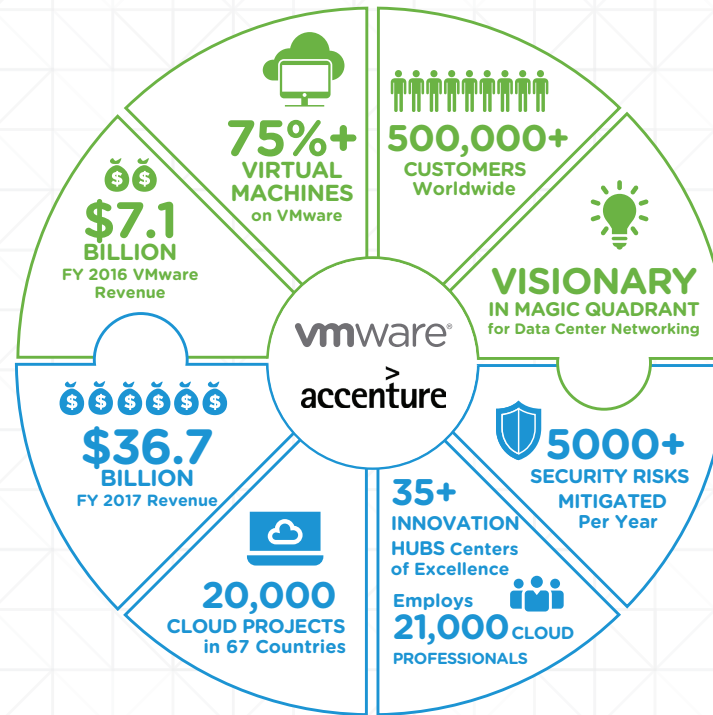 75%+
VIRTUAL
MACHINES
on VMware
500,000+
CUSTOMERS
Worldwide
$ $
$7.1
BILLION
FY 2016 VMware
Revenue
VISIONARY
IN MAGIC QUADRANT
for Data Center Networking
vmware®
>
accenture
$ $ $ $ $ $
$36.7
BILLION
FY 2017 Revenue
5000+
SECURITY RISKS
MITIGATED
Per Year
20,000
CLOUD PROJECTS
in 67 Countries
35+
INNOVATION
HUBS Centers
of Excellence
Employs
21,000 CLOUD
PROFESSIONALS